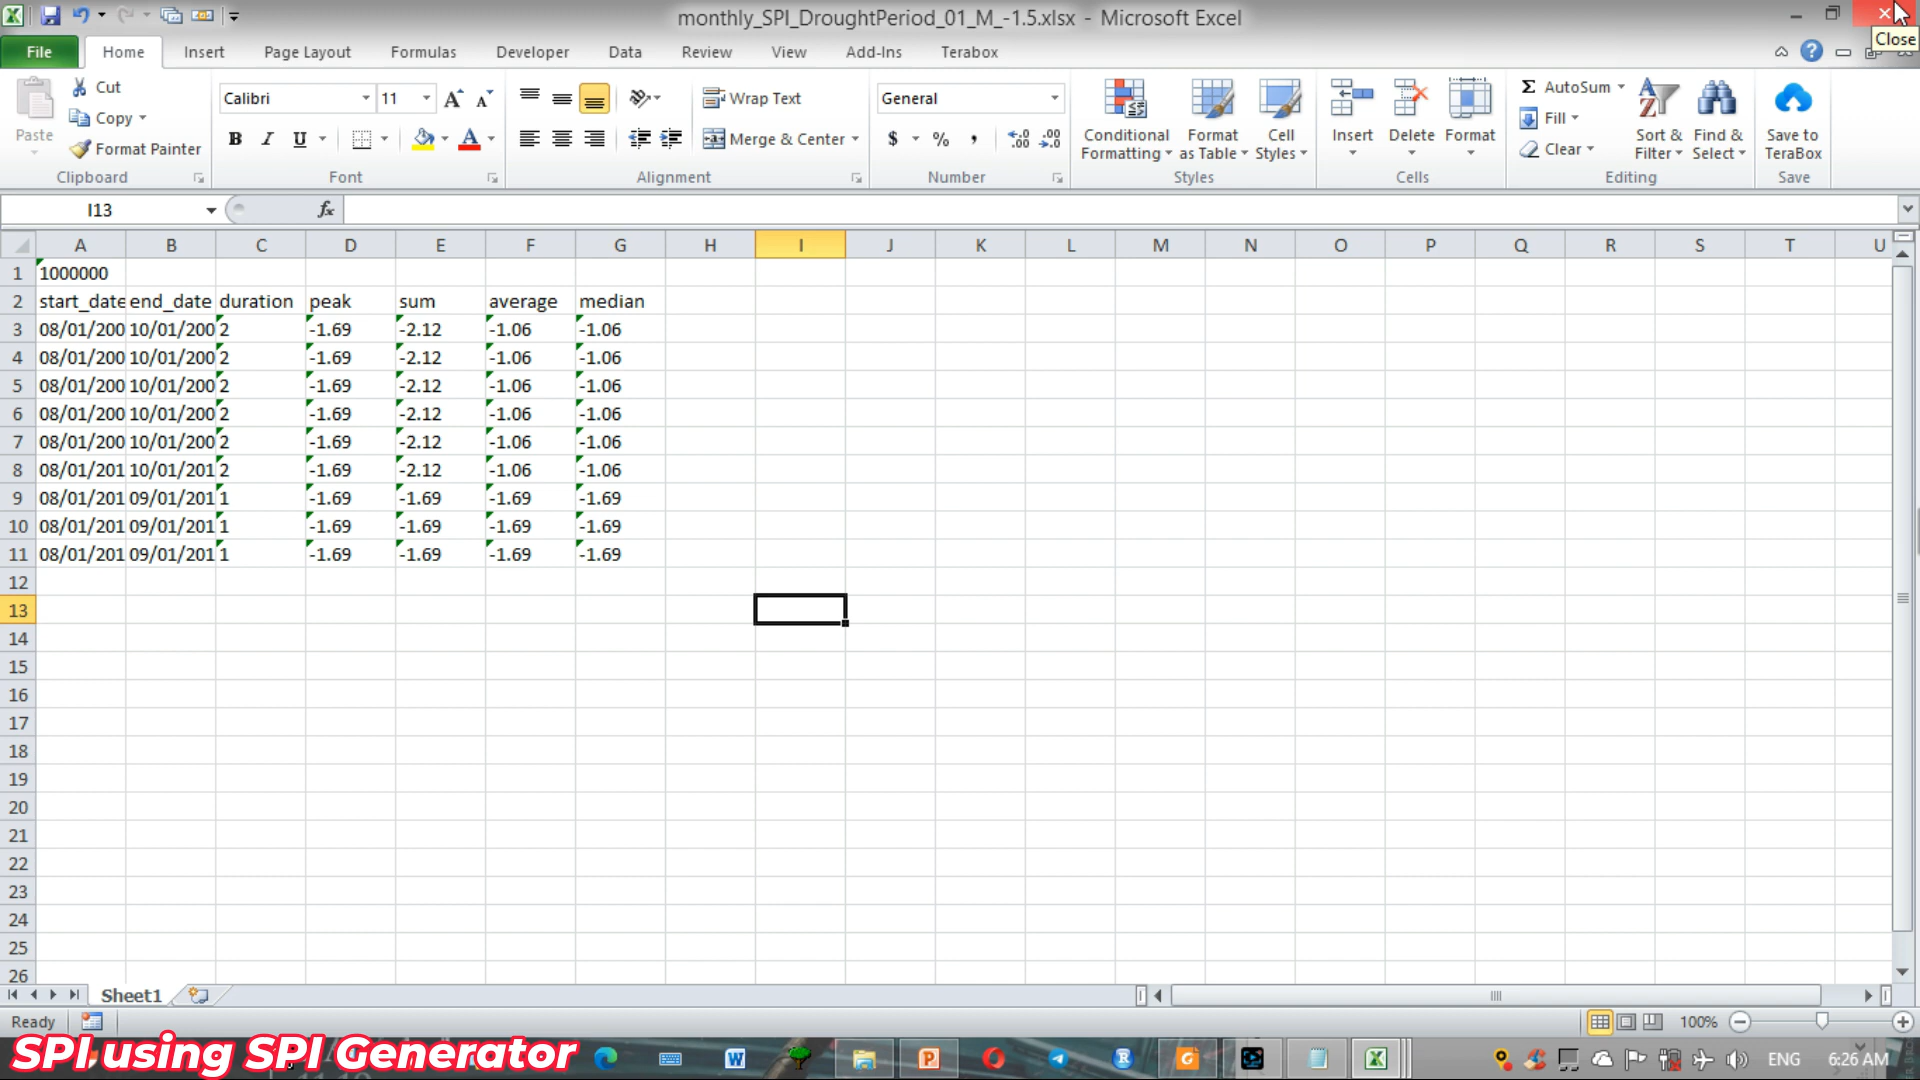 monthly_SPI_DroughtPeriod_01_M_-1.5.xlsx - Microsoft Excel
Close
File Home Insert Page Layout Formulas Developer Data Review View Add-Ins Terabox
Paste
Cut
Copy
Format Painter
Clipboard
Calibri 11
B I U
Font
Wrap Text
Merge & Center
Alignment
General
$ % ,
Number
Conditional Formatting
Format as Table
Cell Styles
Styles
Insert Delete Format
Cells
AutoSum
Fill
Clear
Sort & Filter
Find & Select
Editing
Save to TeraBox
Save
I13 fx
A B C D E F G H I J K L M N O P Q R S T U
1 1000000
2 start_date end_date duration peak sum average median
3 08/01/200 10/01/200 2 -1.69 -2.12 -1.06 -1.06
4 08/01/200 10/01/200 2 -1.69 -2.12 -1.06 -1.06
5 08/01/200 10/01/200 2 -1.69 -2.12 -1.06 -1.06
6 08/01/200 10/01/200 2 -1.69 -2.12 -1.06 -1.06
7 08/01/200 10/01/200 2 -1.69 -2.12 -1.06 -1.06
8 08/01/201 10/01/201 2 -1.69 -2.12 -1.06 -1.06
9 08/01/201 09/01/201 1 -1.69 -1.69 -1.69 -1.69
10 08/01/201 09/01/201 1 -1.69 -1.69 -1.69 -1.69
11 08/01/201 09/01/201 1 -1.69 -1.69 -1.69 -1.69
12
13
14
15
16
17
18
19
20
21
22
23
24
25
26
Sheet1
Ready 100%
SPI using SPI Generator
ENG 6:26 AM